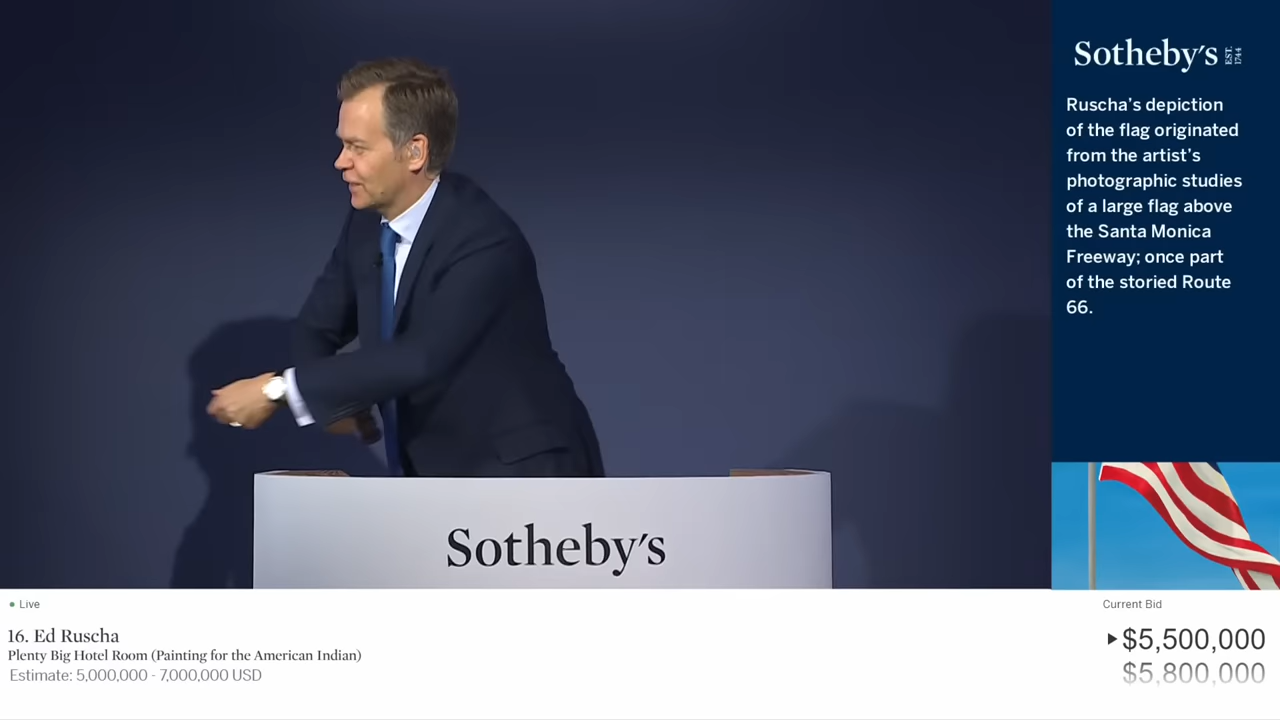 Sotheby's EST. 1744
Ruscha's depiction
of the flag originated
from the artist's
photographic studies
of a large flag above
the Santa Monica
Freeway; once part
of the storied Route
66.
Sotheby's
Live
16. Ed Ruscha
Plenty Big Hotel Room (Painting for the American Indian)
Estimate: 5,000,000 - 7,000,000 USD
Current Bid
$5,500,000
$5,800,000